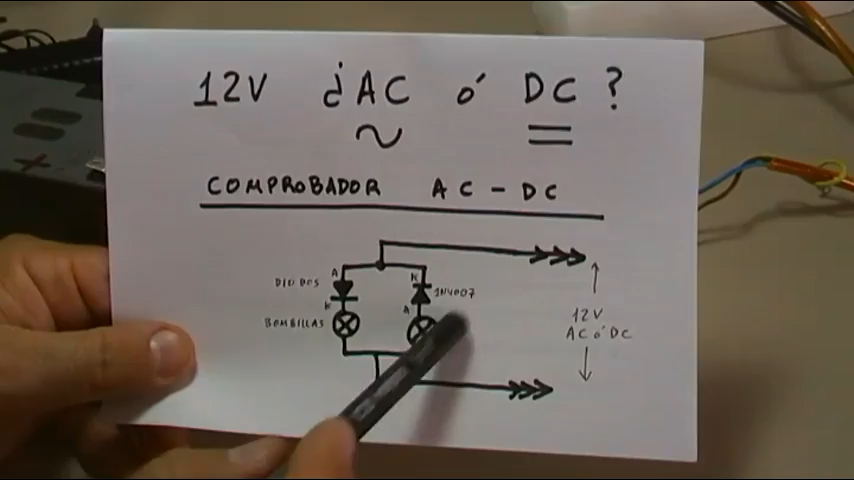 12V ¿AC ó DC ?
COMPROBADOR AC - DC
A
K
DIODOS
1N4007
K
A
BOMBILLAS
12V
AC ó DC